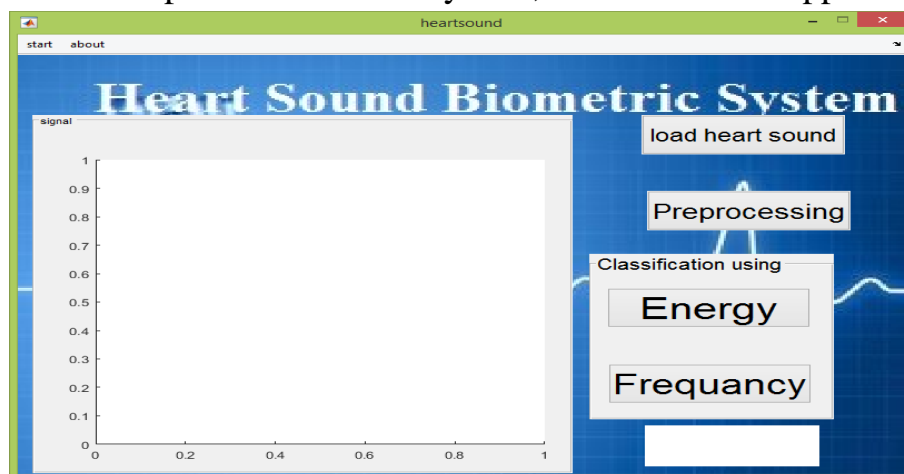 heartsound
start about
Heart Sound Biometric System
signal
load heart sound
Preprocessing
Classification using
Energy
Frequancy
1
0.9
0.8
0.7
0.6
0.5
0.4
0.3
0.2
0.1
0
0 0.2 0.4 0.6 0.8 1